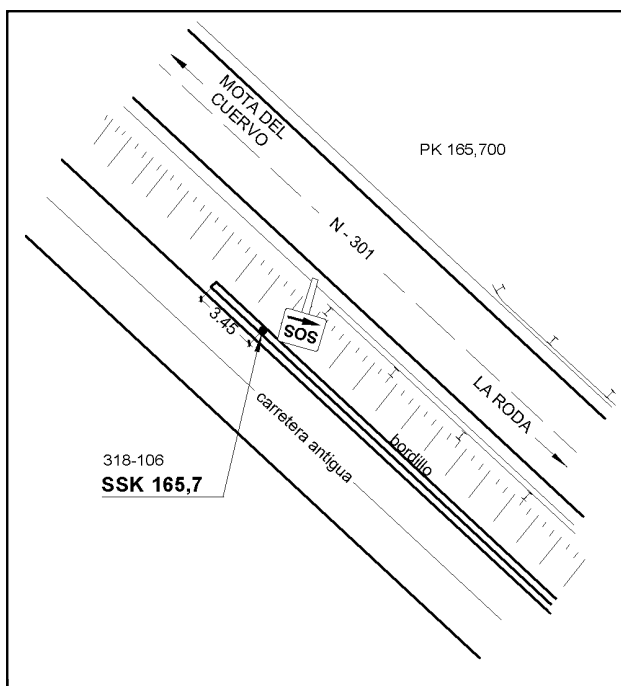 MOTA DEL
CUERVO
PK 165,700
N - 301
SOS
3.45
LA RODA
bordillo
carretera antigua
318-106
SSK 165,7